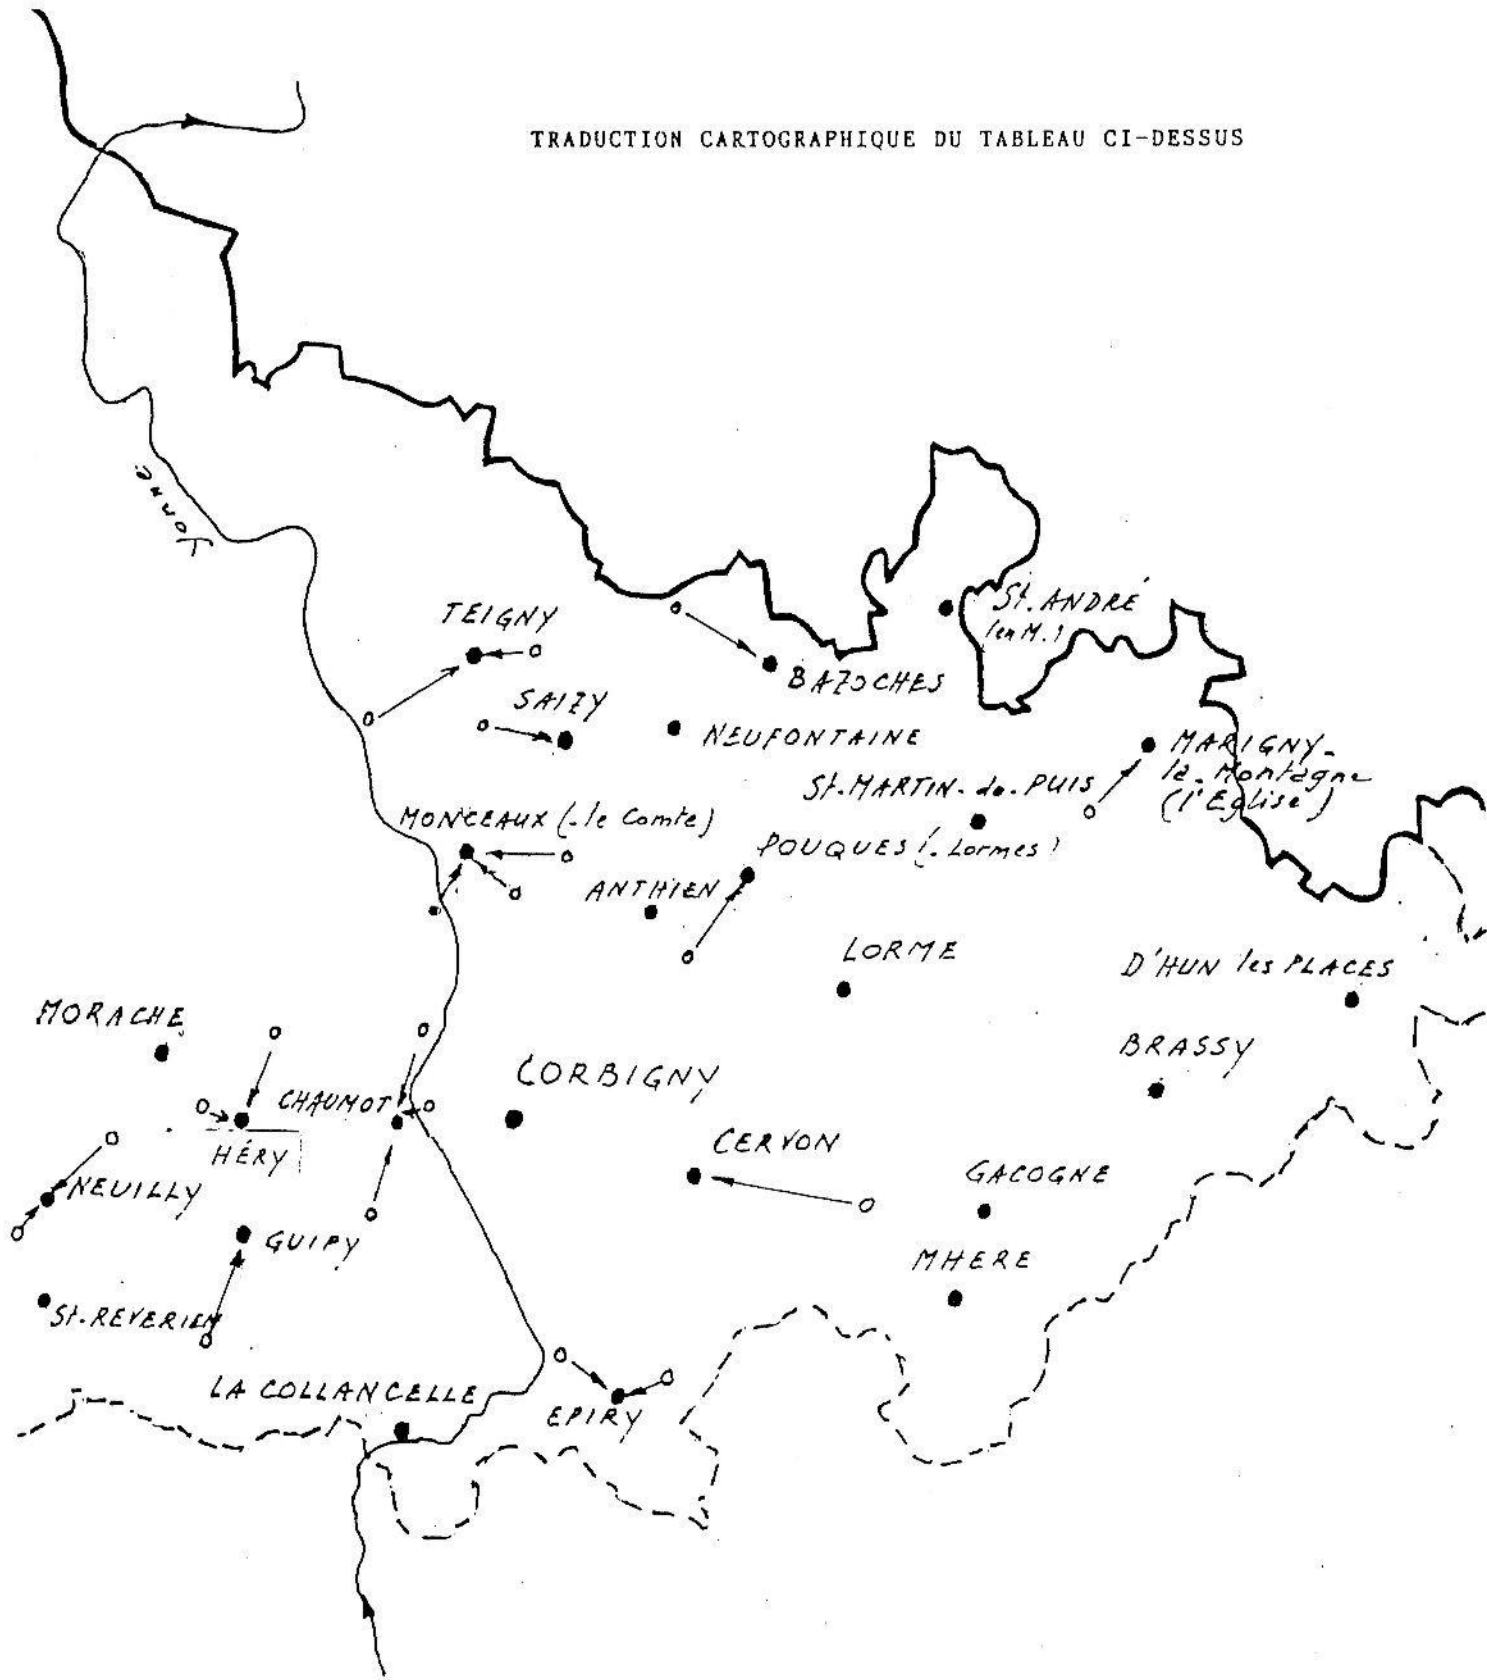 TRADUCTION CARTOGRAPHIQUE DU TABLEAU CI-DESSUS
Yonne
TEIGNY
St. ANDRÉ
(en M.)
BAZOCHES
SAIZY
NEUFONTAINE
MARIGNY-
la-Montagne
(l'Eglise)
St. MARTIN-de-PUIS
MONCEAUX (-le Comte)
POUQUES (-Lormes)
ANTHIEN
LORME
D'HUN les PLACES
MORACHE
BRASSY
CORBIGNY
CHAUMOT
HÉRY
CERVON
GACOGNE
NEUILLY
GUIPY
MHERE
St. REVERIEN
LA COLLANCELLE
EPIRY